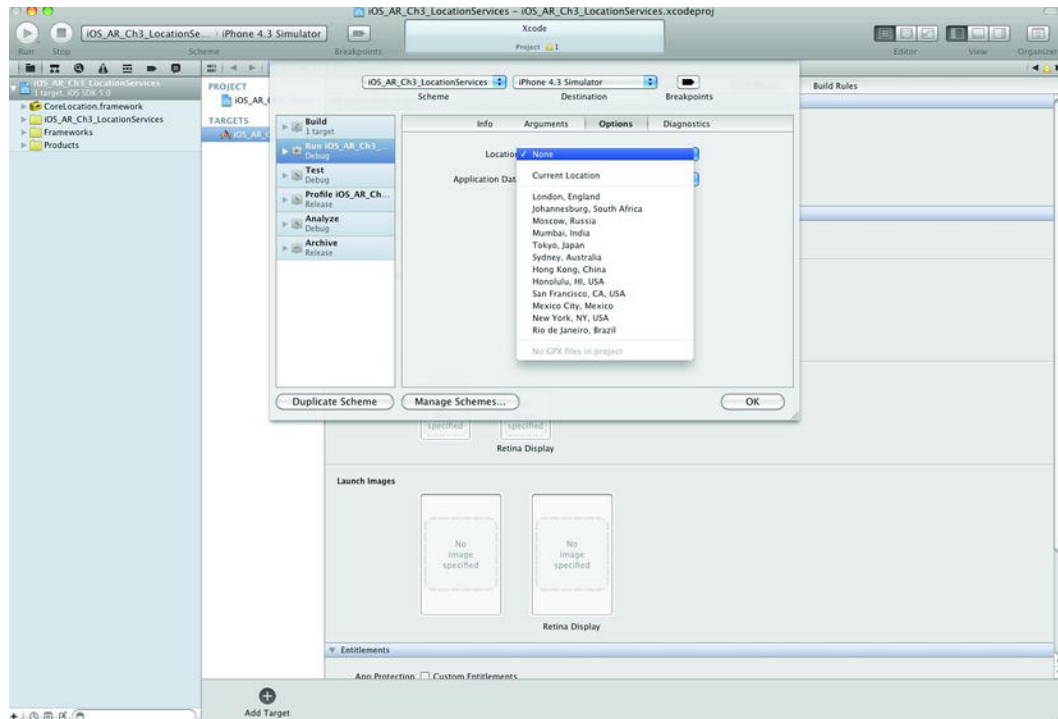 iOS_AR_Ch3_LocationServices – iOS_AR_Ch3_LocationServices.xcodeproj
iOS_AR_Ch3_LocationSe... iPhone 4.3 Simulator
Xcode
Project 1
Run Stop Scheme Breakpoints Editor View Organizer
iOS_AR_Ch3_LocationServices
1 target, iOS SDK 5.0
CoreLocation.framework
iOS_AR_Ch3_LocationServices
Frameworks
Products
PROJECT
iOS_AR_C
TARGETS
iOS_AR_C
Build Rules
iOS_AR_Ch3_LocationServices iPhone 4.3 Simulator
Scheme Destination Breakpoints
Build
1 target
Run iOS_AR_Ch3_...
Debug
Test
Debug
Profile iOS_AR_Ch...
Release
Analyze
Debug
Archive
Release
Info Arguments Options Diagnostics
Location
Application Dat
✓ None
Current Location
London, England
Johannesburg, South Africa
Moscow, Russia
Mumbai, India
Tokyo, Japan
Sydney, Australia
Hong Kong, China
Honolulu, HI, USA
San Francisco, CA, USA
Mexico City, Mexico
New York, NY, USA
Rio de Janeiro, Brazil
No GPX files in project
Duplicate Scheme Manage Schemes... OK
specified specified
Retina Display
Launch Images
No image specified
No image specified
Retina Display
Entitlements
App Protection Custom Entitlements
Add Target